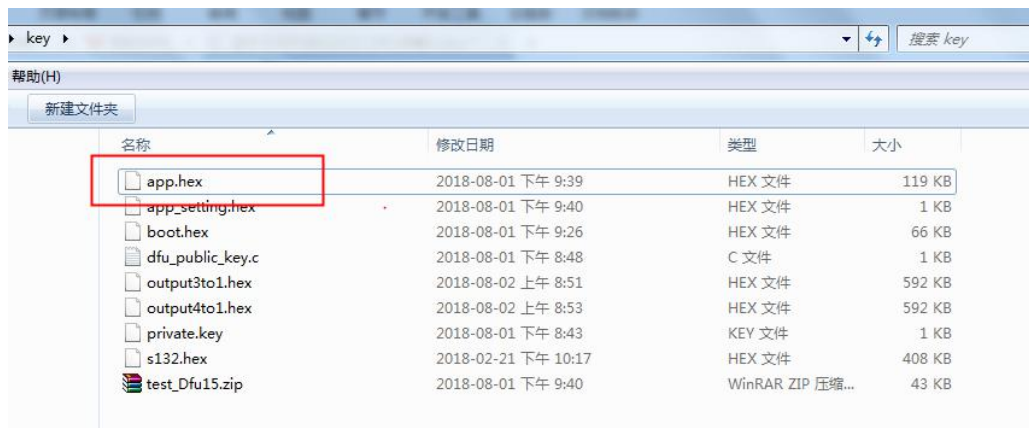 key
搜索 key
帮助(H)
新建文件夹
名称 修改日期 类型 大小
app.hex 2018-08-01 下午 9:39 HEX 文件 119 KB
app_setting.hex 2018-08-01 下午 9:40 HEX 文件 1 KB
boot.hex 2018-08-01 下午 9:26 HEX 文件 66 KB
dfu_public_key.c 2018-08-01 下午 8:48 C 文件 1 KB
output3to1.hex 2018-08-02 上午 8:51 HEX 文件 592 KB
output4to1.hex 2018-08-02 上午 8:53 HEX 文件 592 KB
private.key 2018-08-01 下午 8:43 KEY 文件 1 KB
s132.hex 2018-02-21 下午 10:17 HEX 文件 408 KB
test_Dfu15.zip 2018-08-01 下午 9:40 WinRAR ZIP 压缩... 43 KB